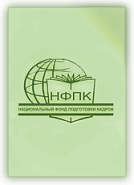 НФПК
НАЦИОНАЛЬНЫЙ ФОНД ПОДГОТОВКИ КАДРОВ